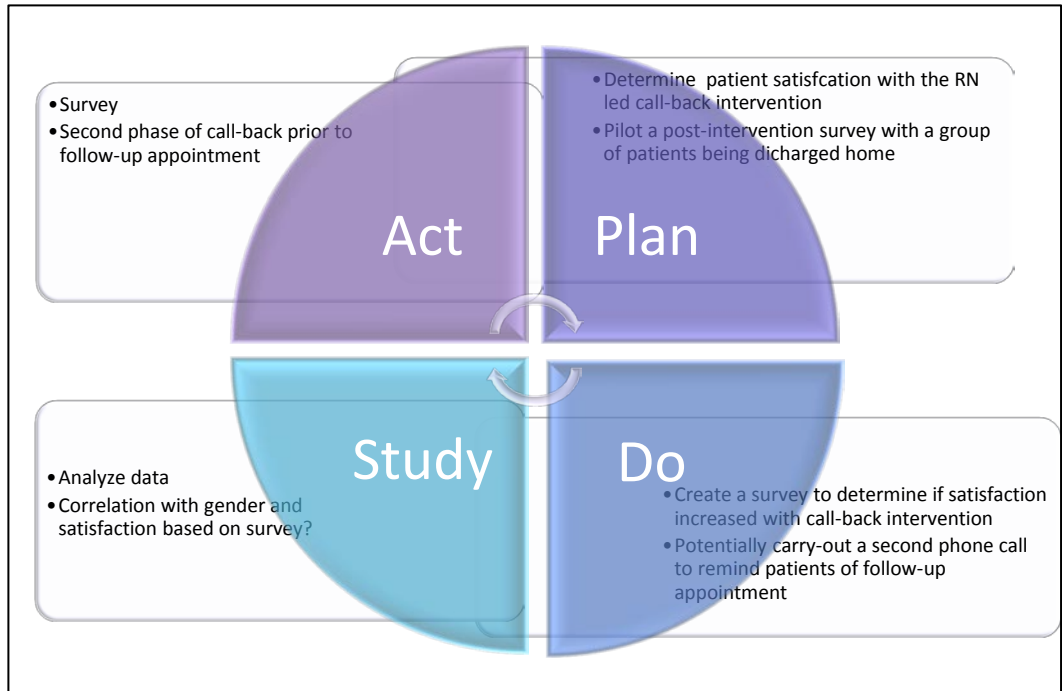 •Survey
•Second phase of call-back prior to
follow-up appointment
Act
•Determine patient satisfcation with the RN
led call-back intervention
•Pilot a post-intervention survey with a group
of patients being dicharged home
Plan
•Analyze data
•Correlation with gender and
satisfaction based on survey?
Study
Do
•Create a survey to determine if satisfaction
increased with call-back intervention
•Potentially carry-out a second phone call
to remind patients of follow-up
appointment